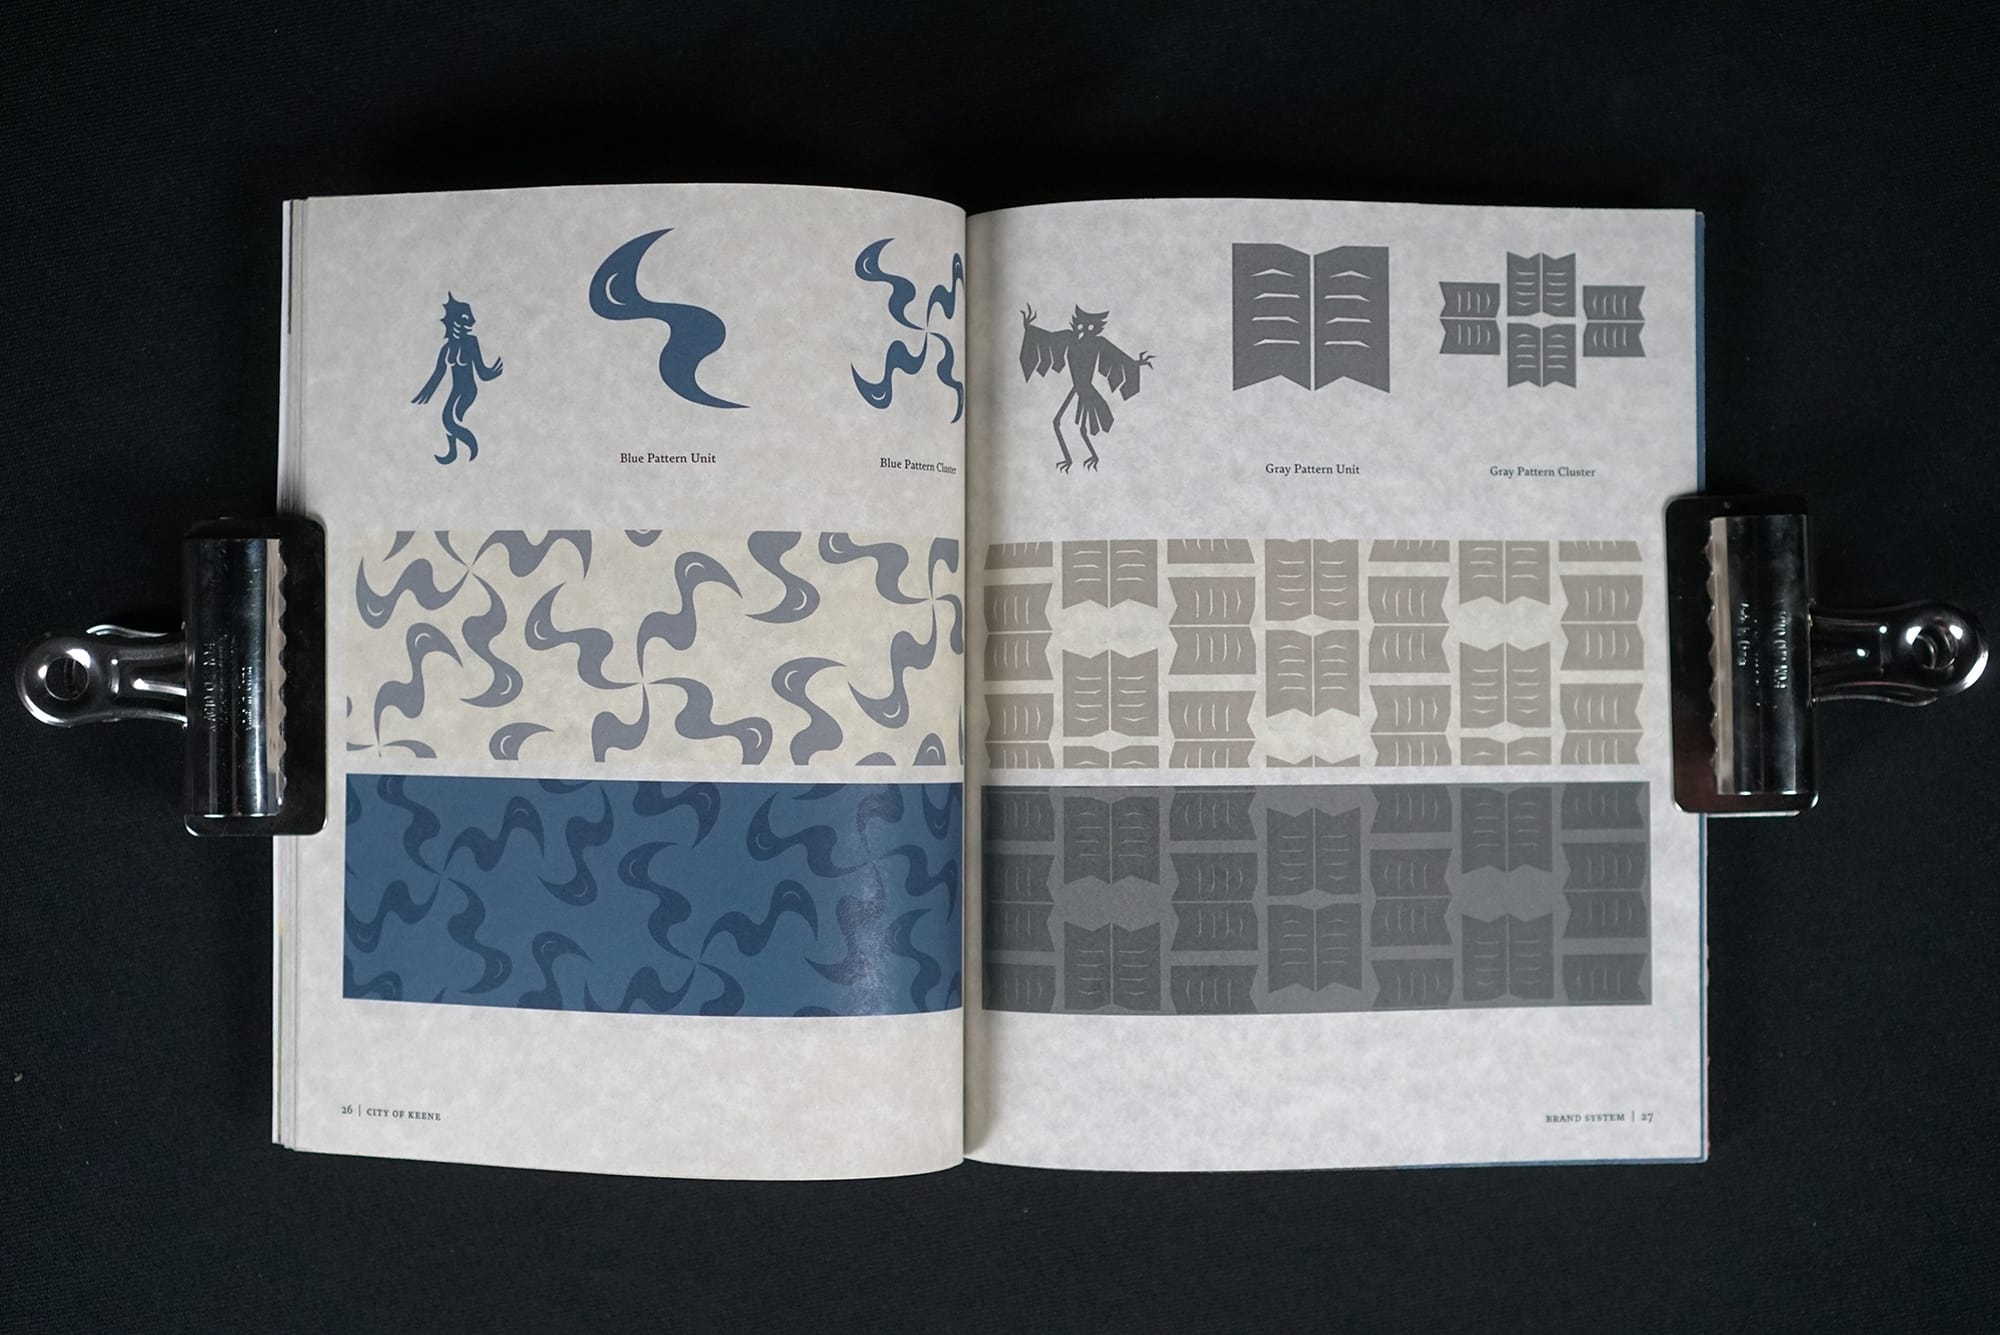 Blue Pattern Unit
Blue Pattern Cluster
26 | CITY OF KEENE
Gray Pattern Unit
Gray Pattern Cluster
BRAND SYSTEM | 27